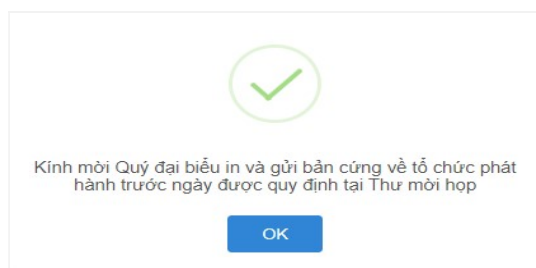 Kính mời Quý đại biểu in và gửi bản cứng về tổ chức phát
hành trước ngày được quy định tại Thư mời họp
OK